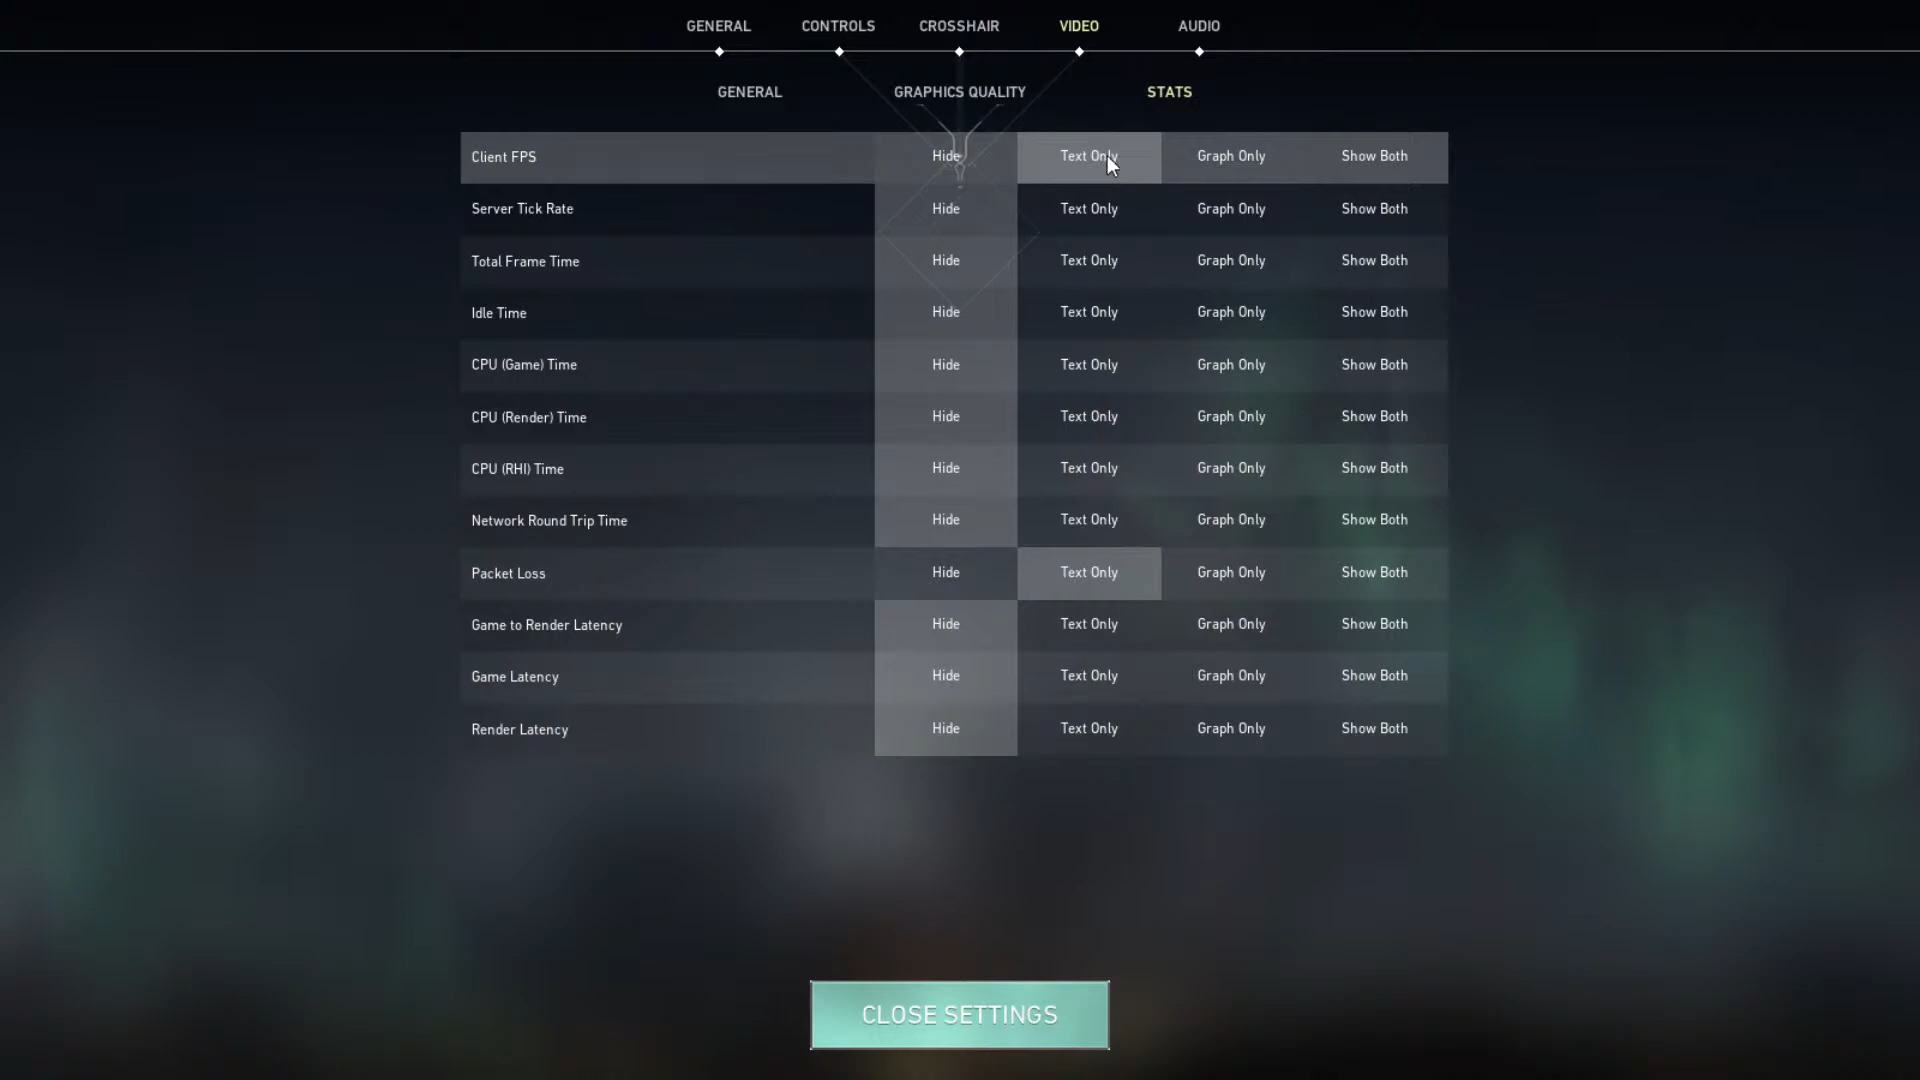 GENERAL CONTROLS CROSSHAIR VIDEO AUDIO
GENERAL GRAPHICS QUALITY STATS
Client FPS Hide Text Only Graph Only Show Both
Server Tick Rate Hide Text Only Graph Only Show Both
Total Frame Time Hide Text Only Graph Only Show Both
Idle Time Hide Text Only Graph Only Show Both
CPU (Game) Time Hide Text Only Graph Only Show Both
CPU (Render) Time Hide Text Only Graph Only Show Both
CPU (RHI) Time Hide Text Only Graph Only Show Both
Network Round Trip Time Hide Text Only Graph Only Show Both
Packet Loss Hide Text Only Graph Only Show Both
Game to Render Latency Hide Text Only Graph Only Show Both
Game Latency Hide Text Only Graph Only Show Both
Render Latency Hide Text Only Graph Only Show Both
CLOSE SETTINGS